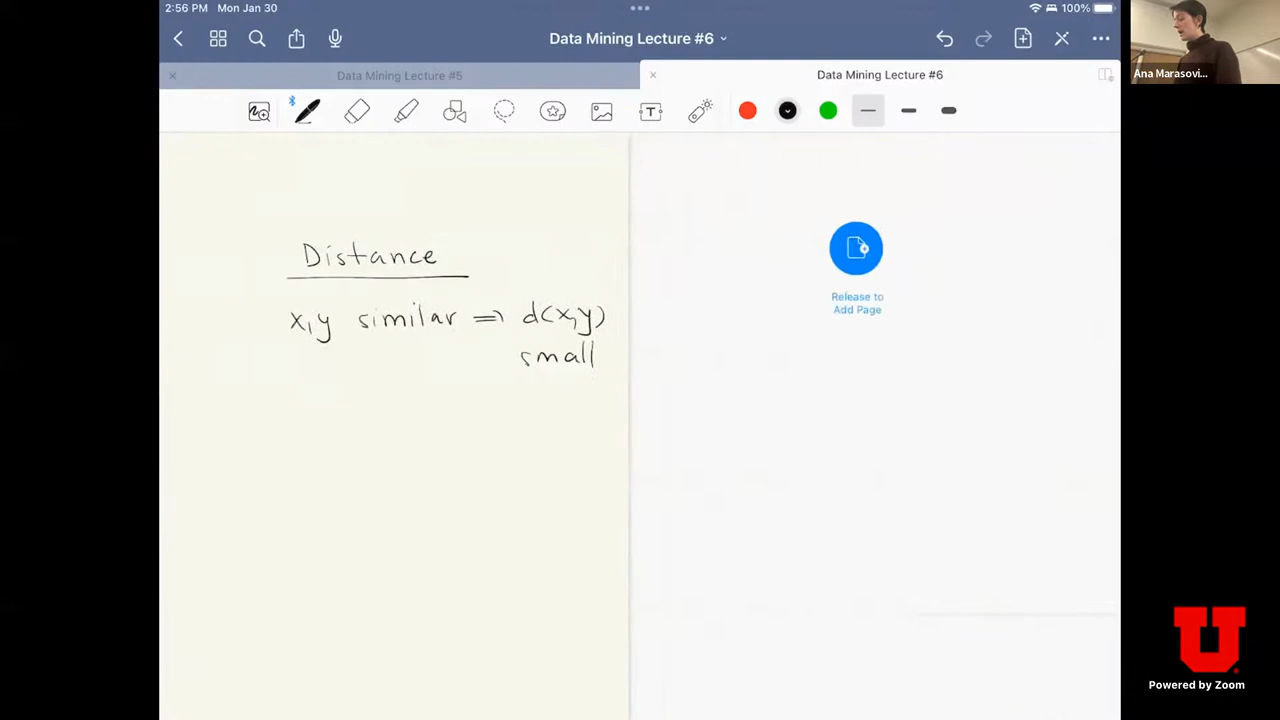 2:56 PM Mon Jan 30
100%
Data Mining Lecture #6
Data Mining Lecture #5
Data Mining Lecture #6
T
Distance
x,y similar ⇒ d(x,y)
small
Release to
Add Page
Ana Marasovi...
U
Powered by Zoom